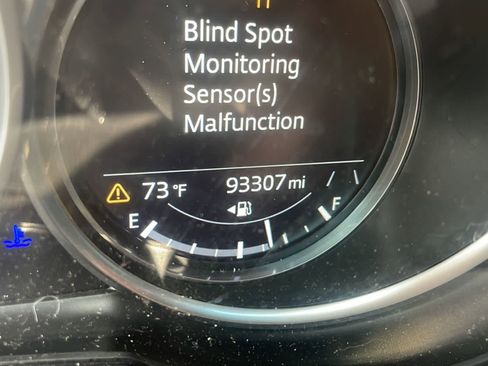 Blind Spot
Monitoring
Sensor(s)
Malfunction
73°F 93307 mi
E F